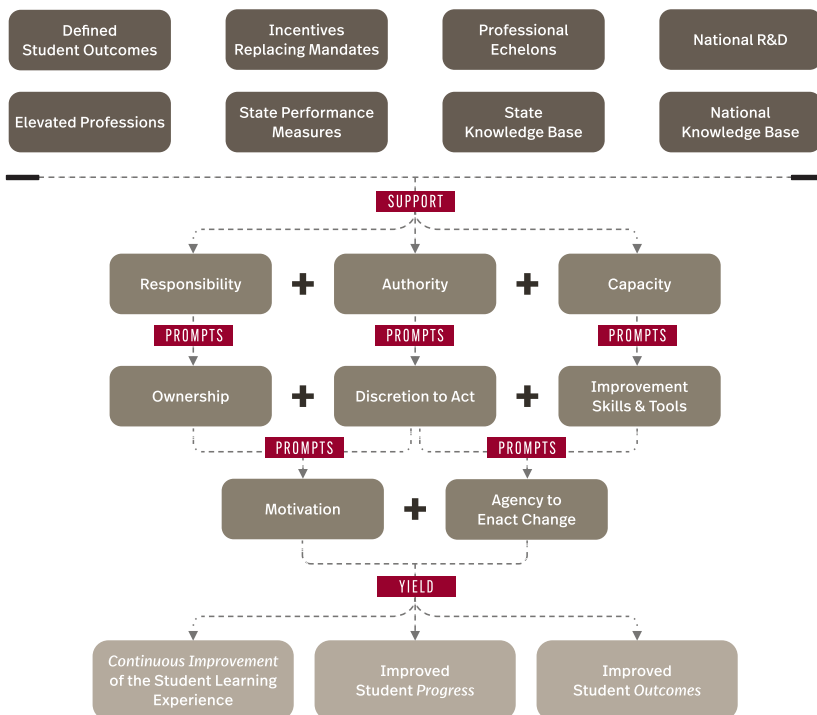 Defined
Student Outcomes
Incentives
Replacing Mandates
Professional
Echelons
National R&D
Elevated Professions
State Performance
Measures
State
Knowledge Base
National
Knowledge Base
SUPPORT
Responsibility
Authority
Capacity
PROMPTS
PROMPTS
PROMPTS
Ownership
Discretion to Act
Improvement
Skills & Tools
PROMPTS
PROMPTS
Motivation
Agency to
Enact Change
YIELD
Continuous Improvement
of the Student Learning
Experience
Improved
Student Progress
Improved
Student Outcomes